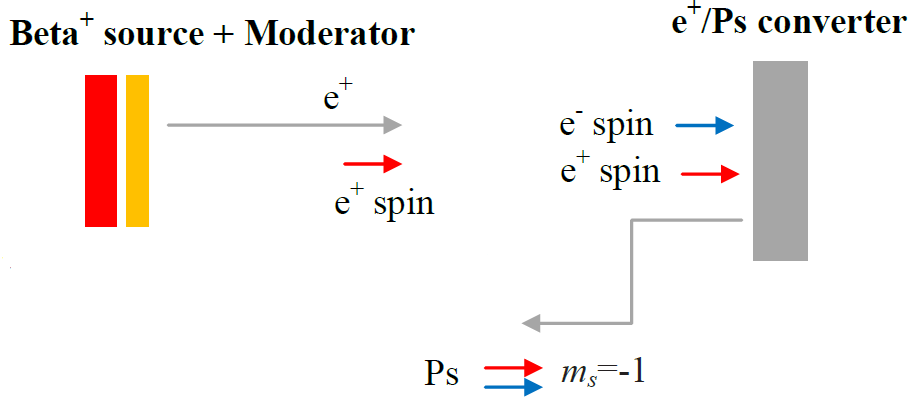 Beta⁺ source + Moderator
e⁺/Ps converter
e⁺
e⁺ spin
e⁻ spin
e⁺ spin
Ps
mₛ=-1